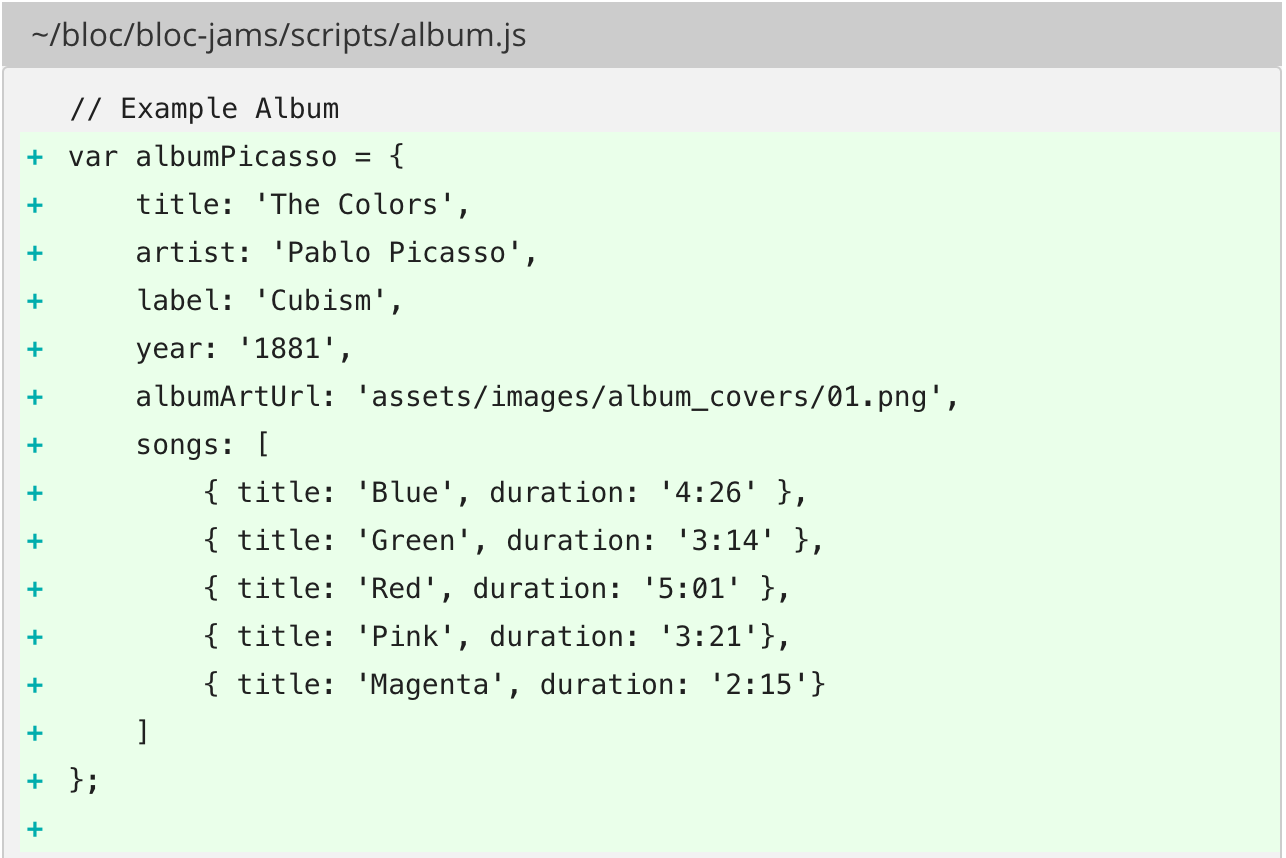 ~/bloc/bloc-jams/scripts/album.js
// Example Album
+ var albumPicasso = {
+     title: 'The Colors',
+     artist: 'Pablo Picasso',
+     label: 'Cubism',
+     year: '1881',
+     albumArtUrl: 'assets/images/album_covers/01.png',
+     songs: [
+         { title: 'Blue', duration: '4:26' },
+         { title: 'Green', duration: '3:14' },
+         { title: 'Red', duration: '5:01' },
+         { title: 'Pink', duration: '3:21'},
+         { title: 'Magenta', duration: '2:15'}
+     ]
+ };
+